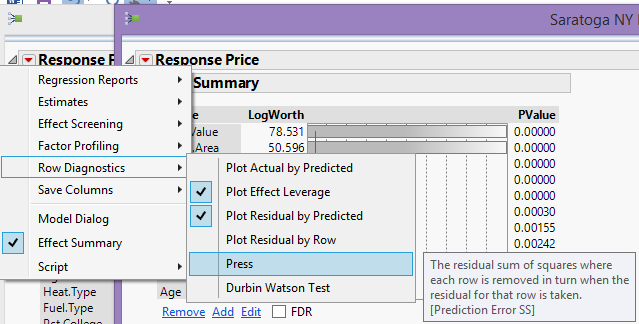 Saratoga NY
Response P
Response Price
Summary
Regression Reports
Estimates
Effect Screening
Factor Profiling
Row Diagnostics
Save Columns
Model Dialog
Effect Summary
Script
LogWorth
PValue
Value 78.531 0.00000
.Area 50.596 0.00000
0.00000
0.00000
0.00000
0.00030
0.00155
0.00242
Plot Actual by Predicted
Plot Effect Leverage
Plot Residual by Predicted
Plot Residual by Row
Press
Durbin Watson Test
The residual sum of squares where
each row is removed in turn when the
residual for that row is taken.
[Prediction Error SS]
Heat.Type
Fuel.Type
Age
Remove Add Edit FDR